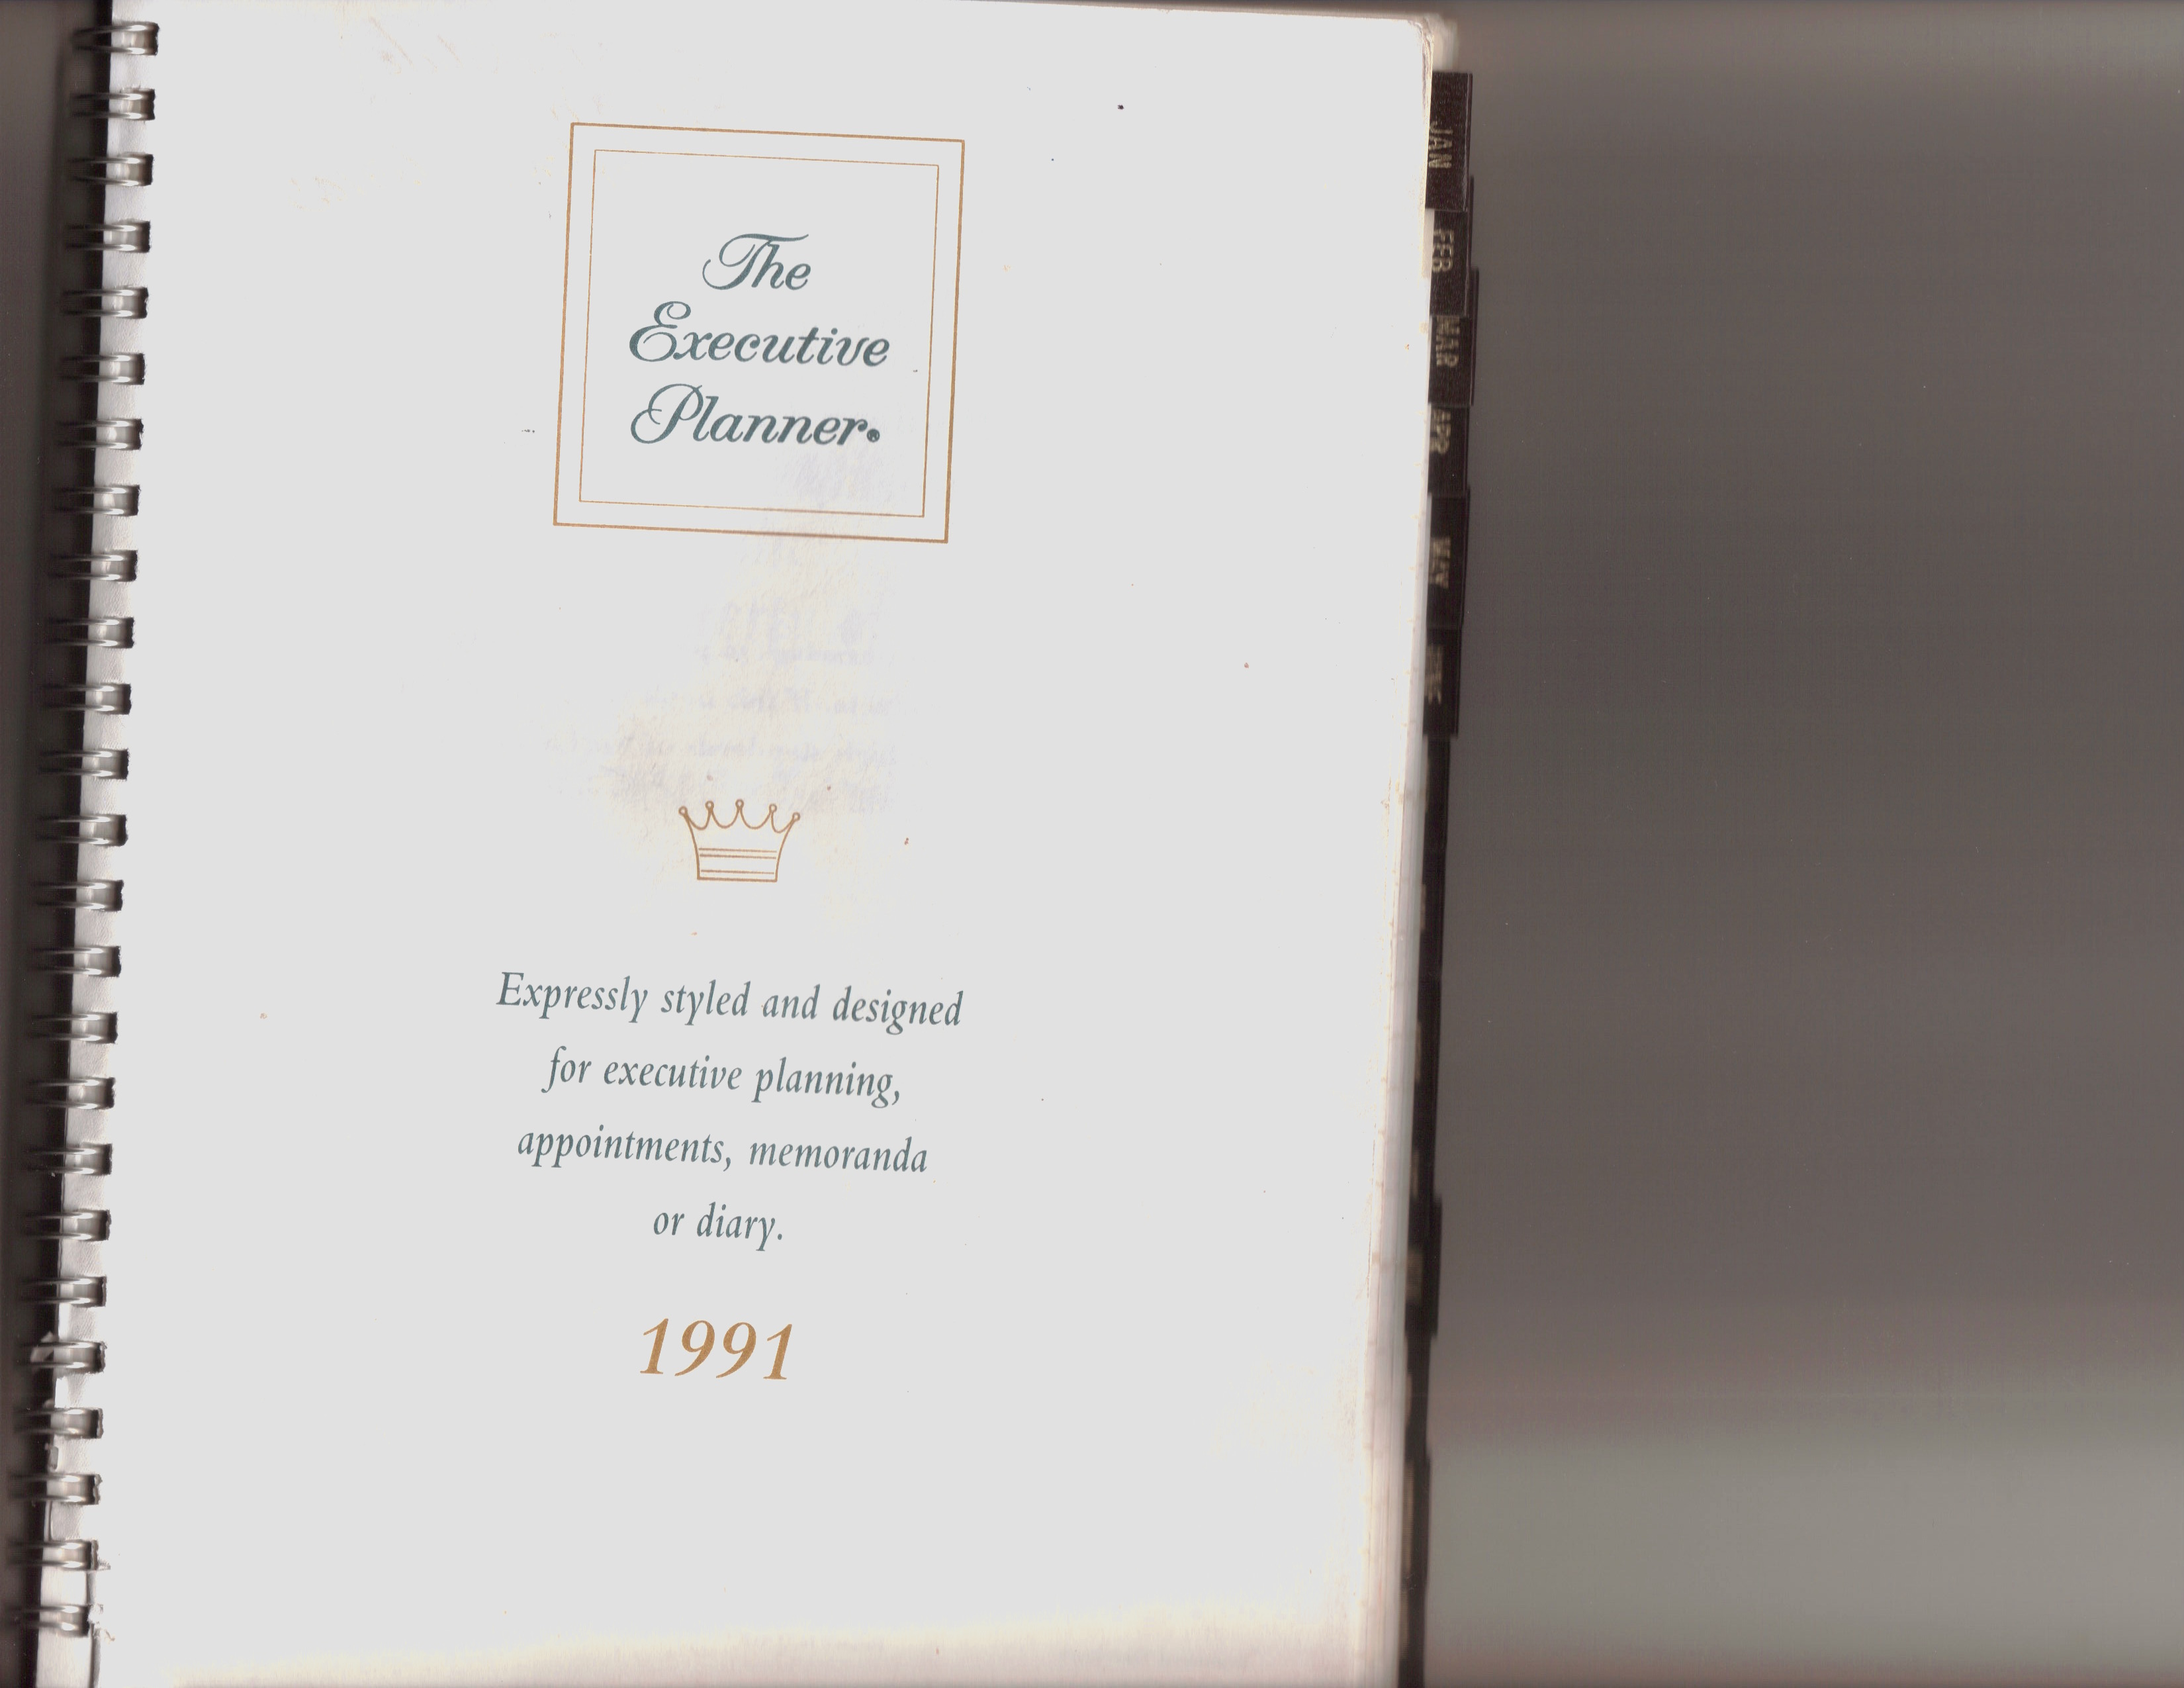 The
Executive
Planner®
Expressly styled and designed
for executive planning,
appointments, memoranda
or diary.
1991
JAN
FEB
MAR
APR
MAY